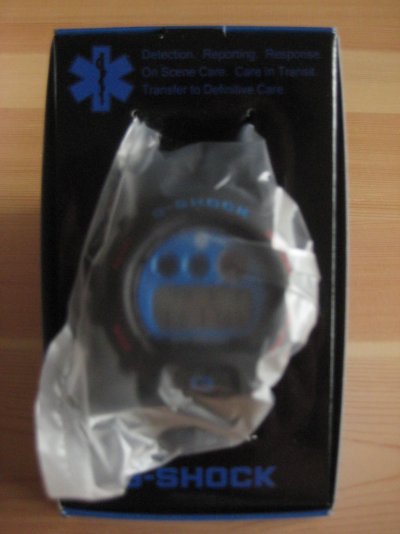 Detection. Reporting. Response.
On Scene Care. Care in Transit.
Transfer to Definitive Care
G-SHOCK
G-SHOCK